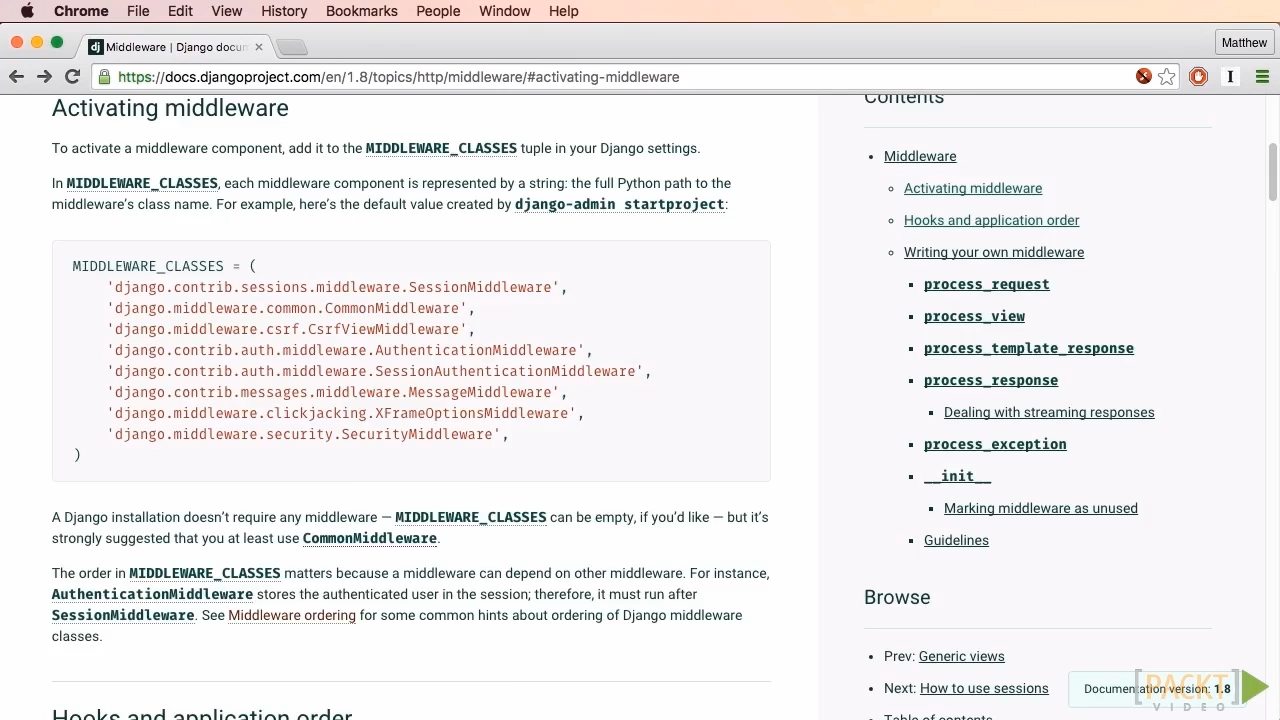 Chrome File Edit View History Bookmarks People Window Help
dj Middleware | Django docum
Matthew
https://docs.djangoproject.com/en/1.8/topics/http/middleware/#activating-middleware
Activating middleware
To activate a middleware component, add it to the MIDDLEWARE_CLASSES tuple in your Django settings.
In MIDDLEWARE_CLASSES, each middleware component is represented by a string: the full Python path to the
middleware's class name. For example, here's the default value created by django-admin startproject:
MIDDLEWARE_CLASSES = (
'django.contrib.sessions.middleware.SessionMiddleware',
'django.middleware.common.CommonMiddleware',
'django.middleware.csrf.CsrfViewMiddleware',
'django.contrib.auth.middleware.AuthenticationMiddleware',
'django.contrib.auth.middleware.SessionAuthenticationMiddleware',
'django.contrib.messages.middleware.MessageMiddleware',
'django.middleware.clickjacking.XFrameOptionsMiddleware',
'django.middleware.security.SecurityMiddleware',
)
A Django installation doesn't require any middleware — MIDDLEWARE_CLASSES can be empty, if you'd like — but it's
strongly suggested that you at least use CommonMiddleware.
The order in MIDDLEWARE_CLASSES matters because a middleware can depend on other middleware. For instance,
AuthenticationMiddleware stores the authenticated user in the session; therefore, it must run after
SessionMiddleware. See Middleware ordering for some common hints about ordering of Django middleware
classes.
Hooks and application order
Contents
Middleware
Activating middleware
Hooks and application order
Writing your own middleware
process_request
process_view
process_template_response
process_response
Dealing with streaming responses
process_exception
__init__
Marking middleware as unused
Guidelines
Browse
Prev: Generic views
Next: How to use sessions
Table of contents
Documentation version: 1.8
[PACKT]
VIDEO